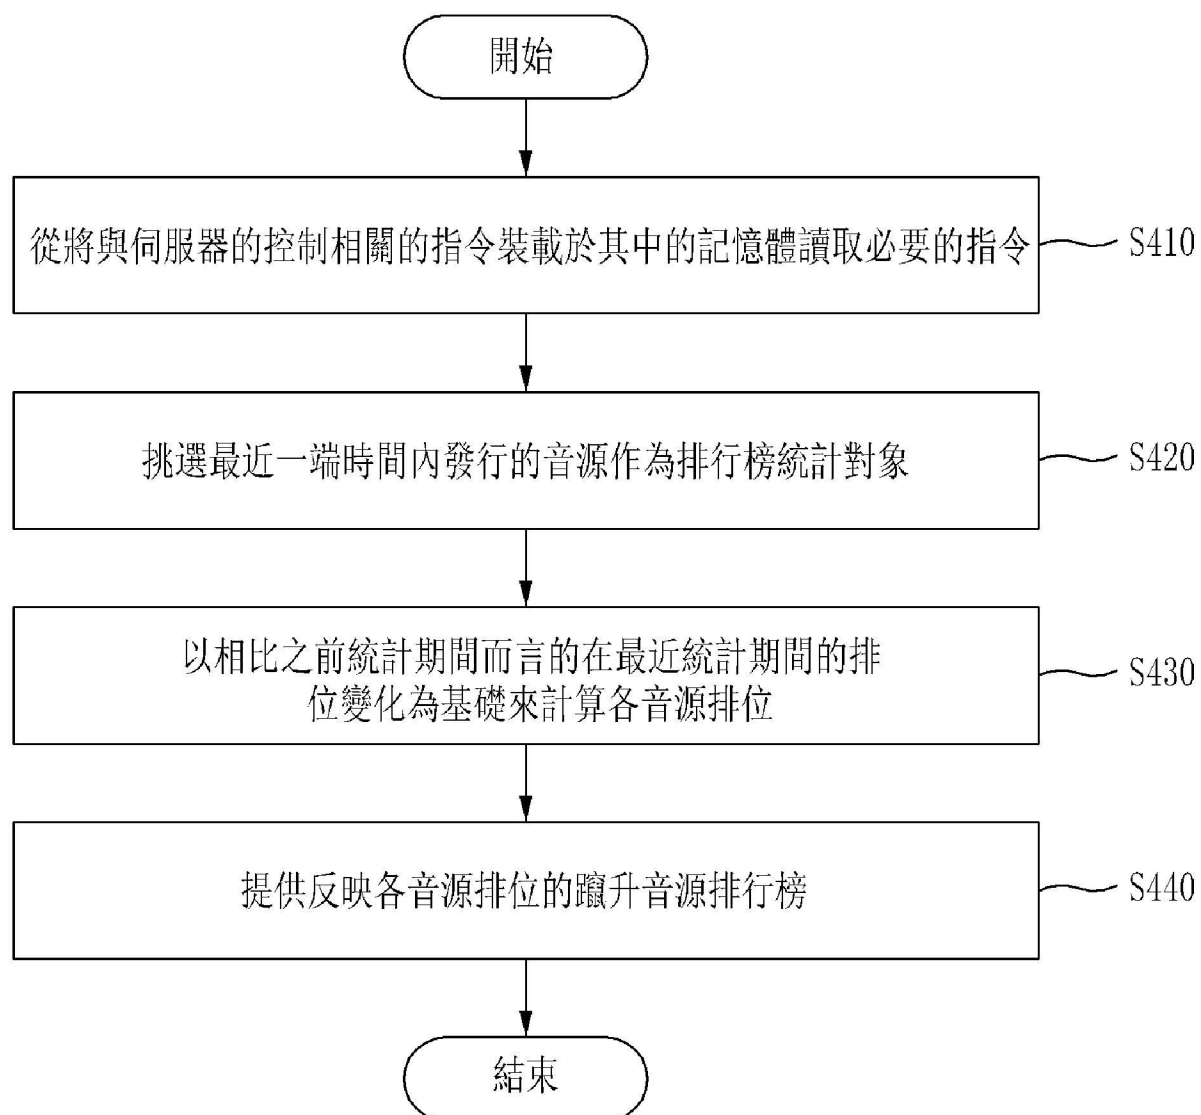 開始
從將與伺服器的控制相關的指令裝載於其中的記憶體讀取必要的指令
S410
挑選最近一端時間內發行的音源作為排行榜統計對象
S420
以相比之前統計期間而言的在最近統計期間的排
位變化為基礎來計算各音源排位
S430
提供反映各音源排位的躥升音源排行榜
S440
結束